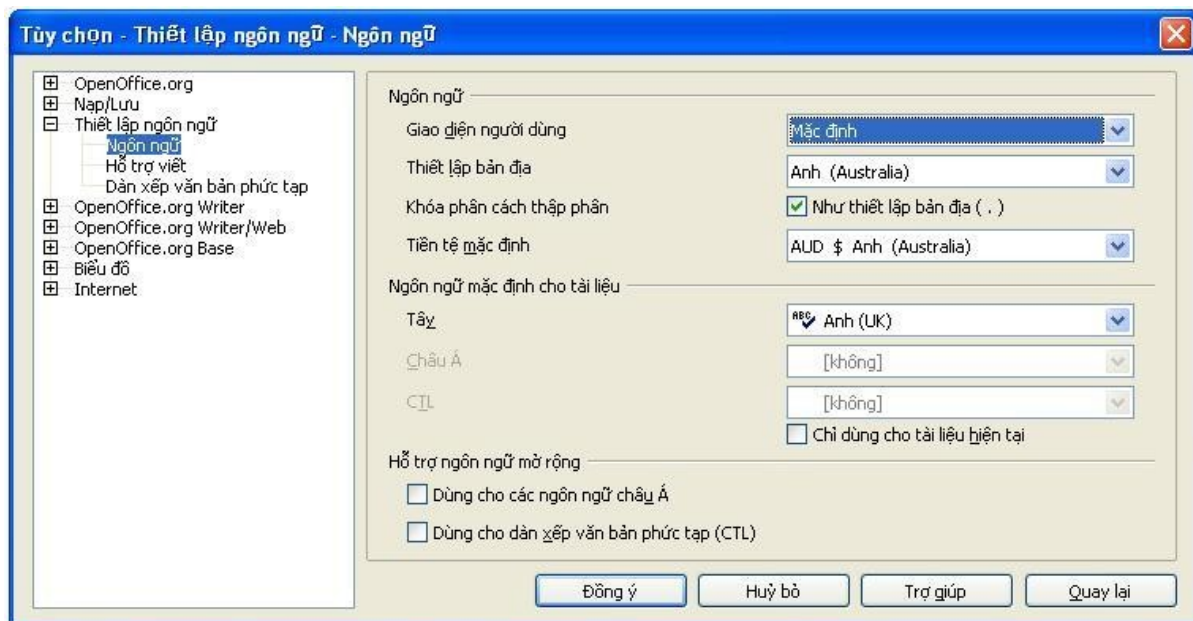 Tùy chọn - Thiết lập ngôn ngữ - Ngôn ngữ
OpenOffice.org
Nạp/Lưu
Thiết lập ngôn ngữ
Ngôn ngữ
Hỗ trợ viết
Dàn xếp văn bản phức tạp
OpenOffice.org Writer
OpenOffice.org Writer/Web
OpenOffice.org Base
Biểu đồ
Internet
Ngôn ngữ
Giao diện người dùng Mặc định
Thiết lập bản địa Anh (Australia)
Khóa phân cách thập phân Như thiết lập bản địa ( . )
Tiền tệ mặc định AUD $ Anh (Australia)
Ngôn ngữ mặc định cho tài liệu
Tây ABC Anh (UK)
Châu Á [không]
CTL [không]
Chỉ dùng cho tài liệu hiện tại
Hỗ trợ ngôn ngữ mở rộng
Dùng cho các ngôn ngữ châu Á
Dùng cho dàn xếp văn bản phức tạp (CTL)
Đồng ý Huỷ bỏ Trợ giúp Quay lại